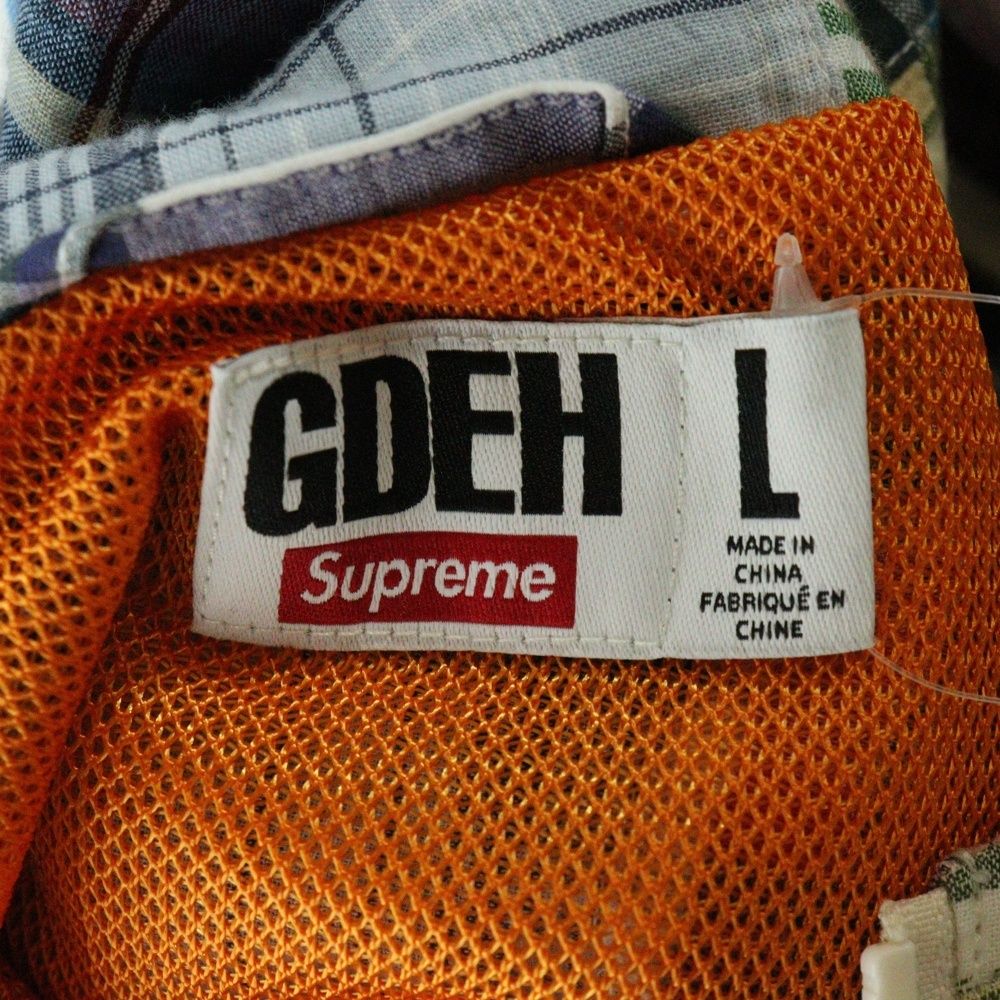 GDEH
Supreme
L
MADE IN
CHINA
FABRIQUÉ EN
CHINE